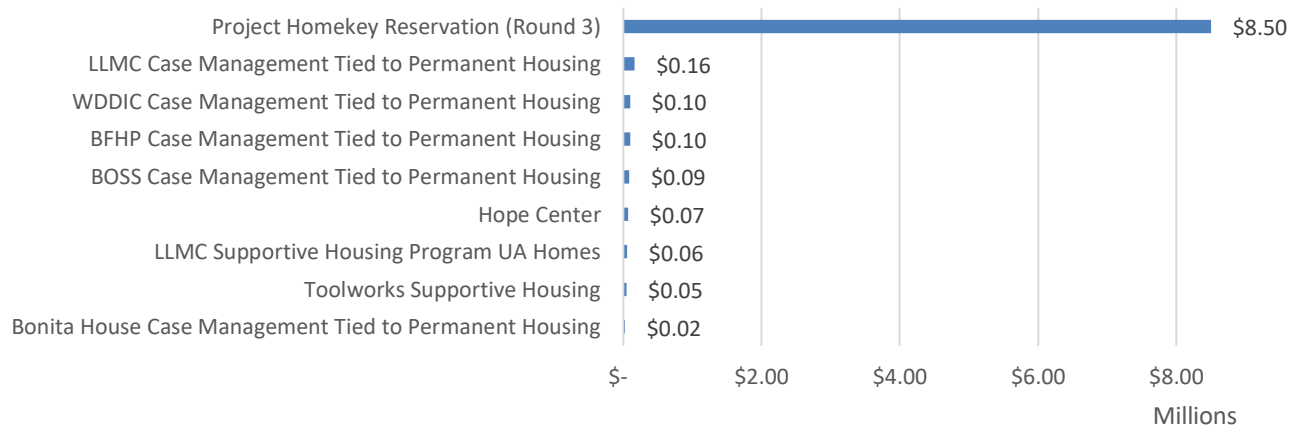 Project Homekey Reservation (Round 3) $8.50
LLMC Case Management Tied to Permanent Housing $0.16
WDDIC Case Management Tied to Permanent Housing $0.10
BFHP Case Management Tied to Permanent Housing $0.10
BOSS Case Management Tied to Permanent Housing $0.09
Hope Center $0.07
LLMC Supportive Housing Program UA Homes $0.06
Toolworks Supportive Housing $0.05
Bonita House Case Management Tied to Permanent Housing $0.02
$- $2.00 $4.00 $6.00 $8.00
Millions